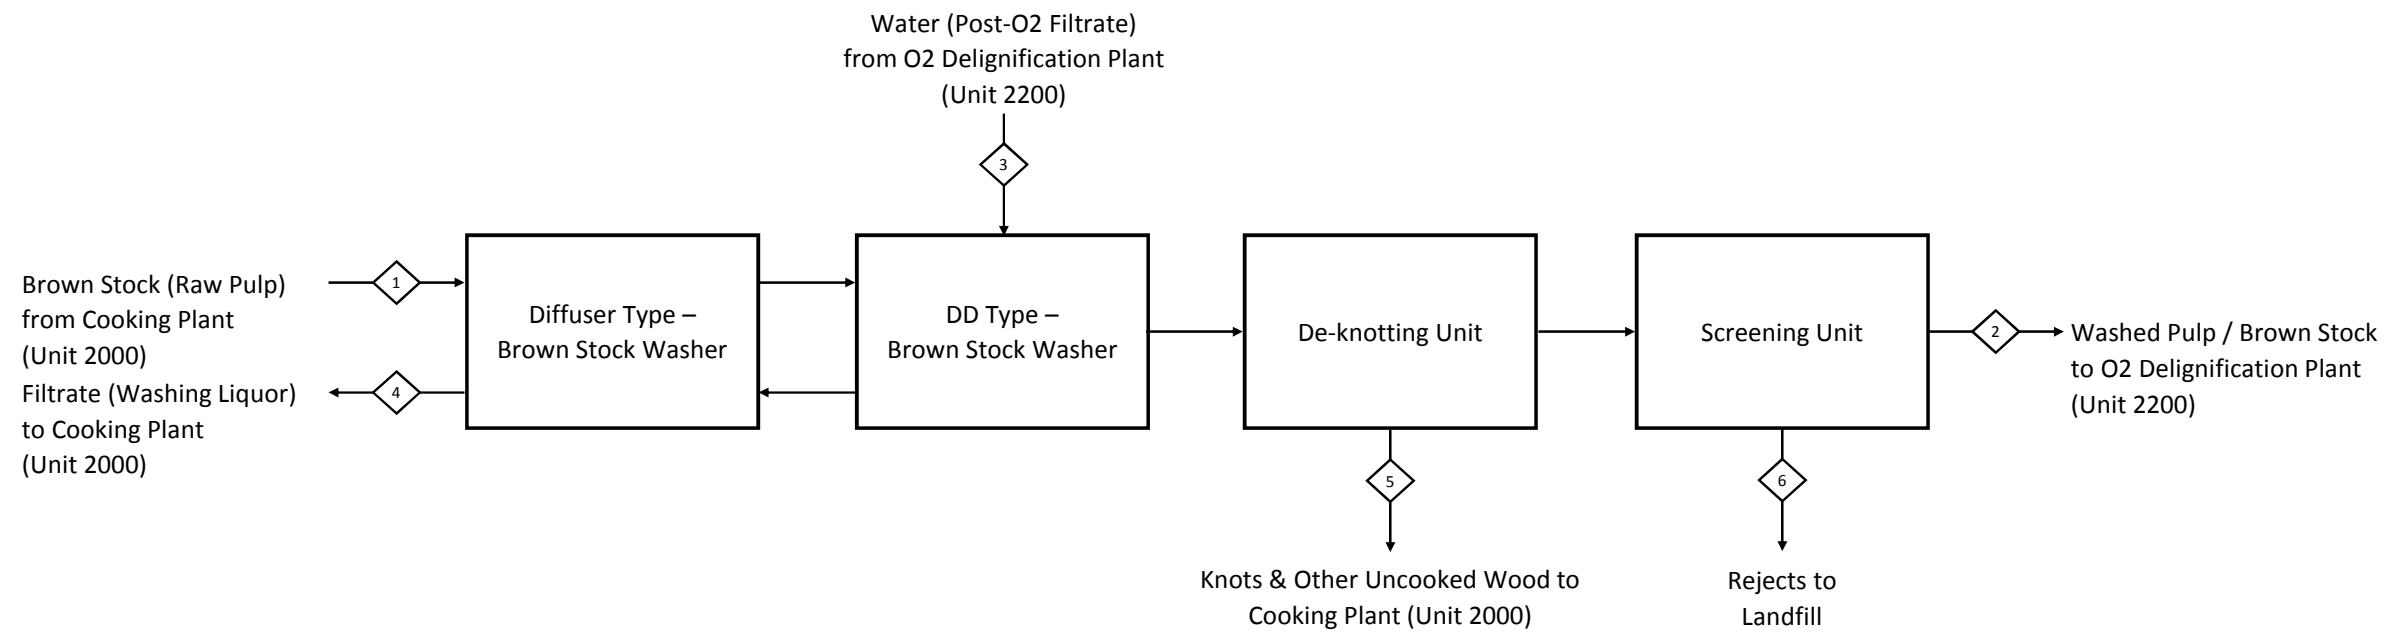 Water (Post-O2 Filtrate)
from O2 Delignification Plant
(Unit 2200)
3
Brown Stock (Raw Pulp)
from Cooking Plant
(Unit 2000)
1
Filtrate (Washing Liquor)
to Cooking Plant
(Unit 2000)
4
Diffuser Type –
Brown Stock Washer
DD Type –
Brown Stock Washer
De-knotting Unit
Screening Unit
2
Washed Pulp / Brown Stock
to O2 Delignification Plant
(Unit 2200)
5
Knots & Other Uncooked Wood to
Cooking Plant (Unit 2000)
6
Rejects to
Landfill